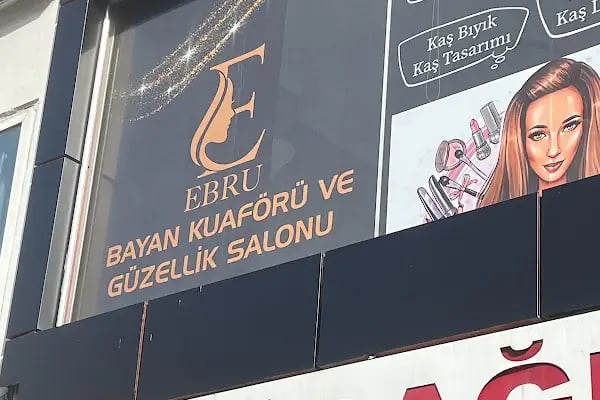 E
EBRU
BAYAN KUAFÖRÜ VE
GÜZELLİK SALONU
Kaş Bıyık
Kaş Tasarımı
Kaş